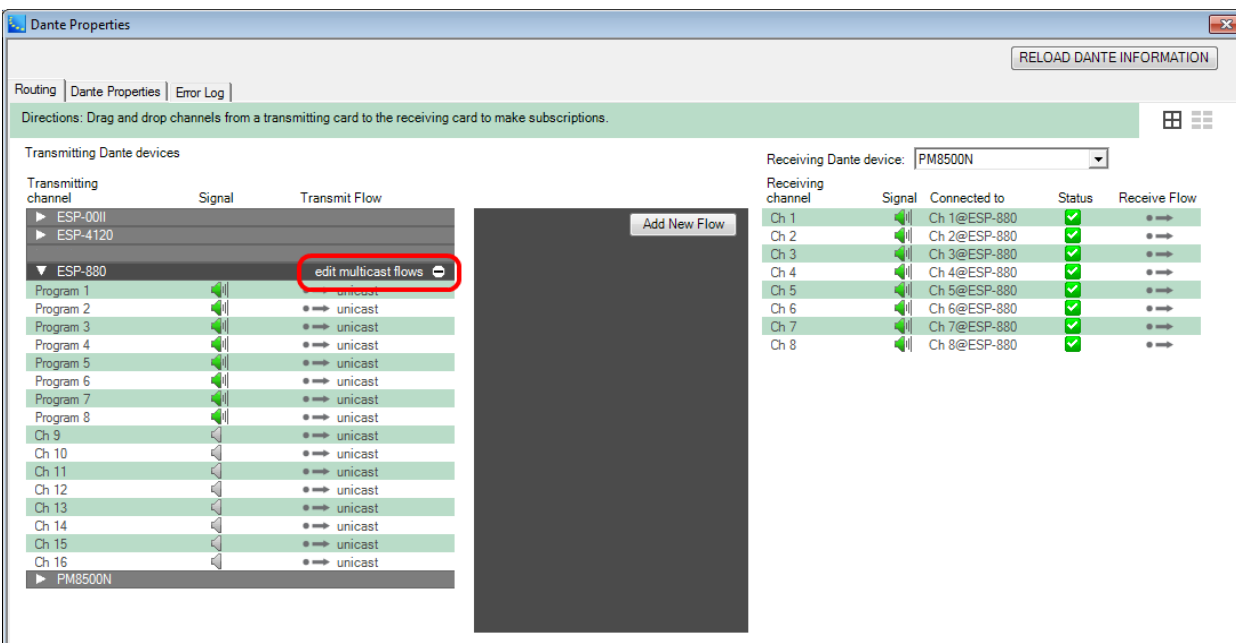 Dante Properties
RELOAD DANTE INFORMATION
Routing Dante Properties Error Log
Directions: Drag and drop channels from a transmitting card to the receiving card to make subscriptions.
Transmitting Dante devices
Transmitting
channel Signal Transmit Flow
ESP-00II
ESP-4120
ESP-880 edit multicast flows
Program 1 unicast
Program 2 unicast
Program 3 unicast
Program 4 unicast
Program 5 unicast
Program 6 unicast
Program 7 unicast
Program 8 unicast
Ch 9 unicast
Ch 10 unicast
Ch 11 unicast
Ch 12 unicast
Ch 13 unicast
Ch 14 unicast
Ch 15 unicast
Ch 16 unicast
PM8500N
Add New Flow
Receiving Dante device: PM8500N
Receiving
channel Signal Connected to Status Receive Flow
Ch 1 Ch 1@ESP-880
Ch 2 Ch 2@ESP-880
Ch 3 Ch 3@ESP-880
Ch 4 Ch 4@ESP-880
Ch 5 Ch 5@ESP-880
Ch 6 Ch 6@ESP-880
Ch 7 Ch 7@ESP-880
Ch 8 Ch 8@ESP-880